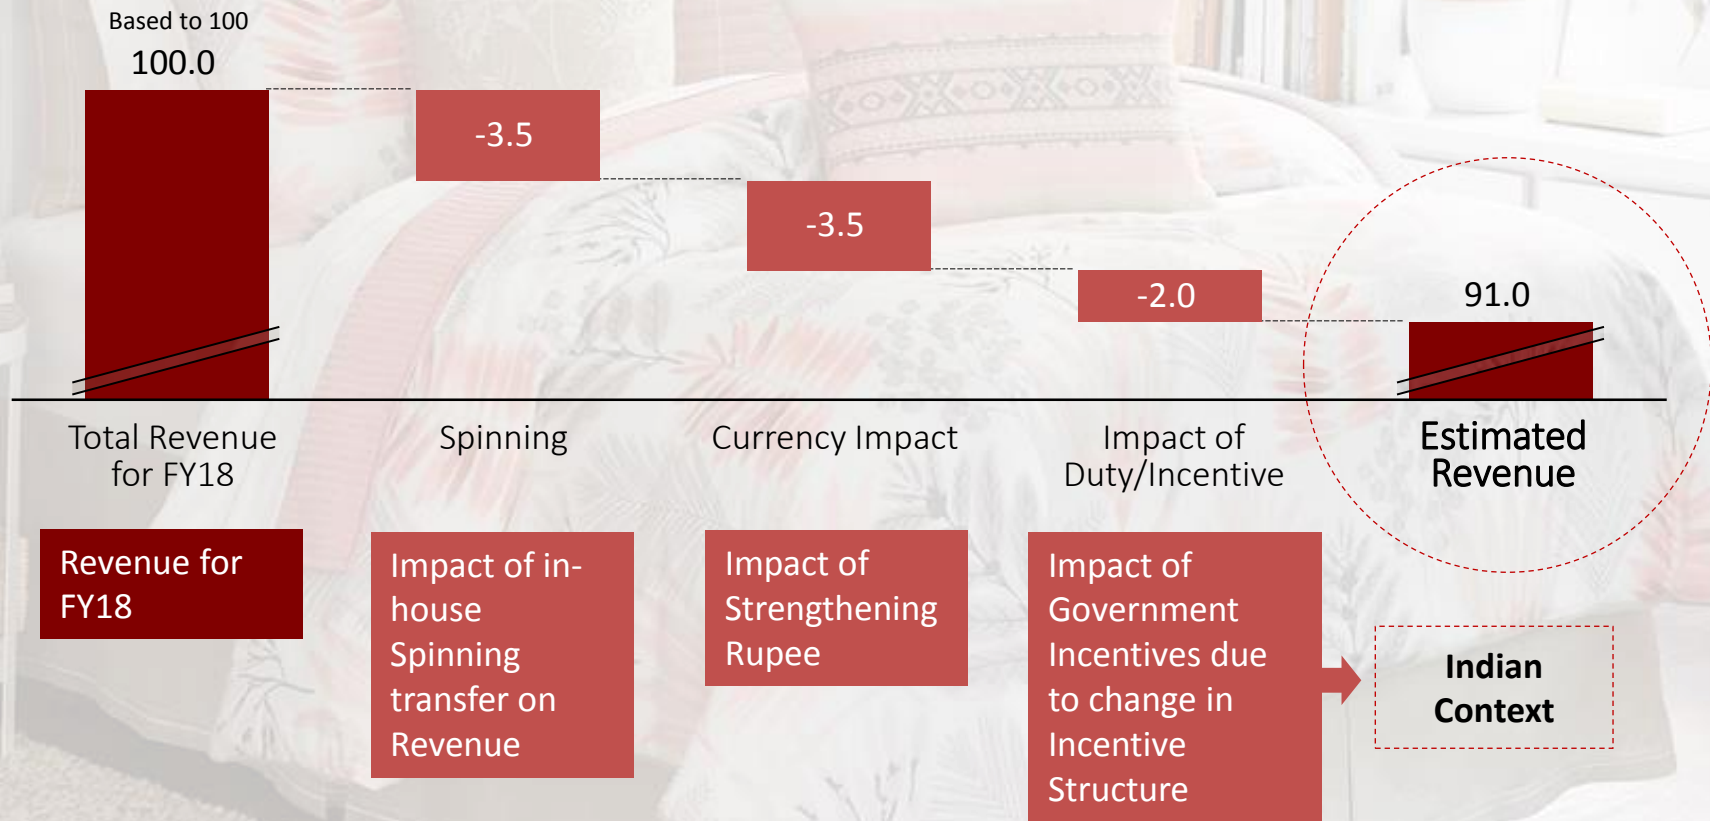 Based to 100
100.0
-3.5
-3.5
-2.0
91.0
Total Revenue
for FY18
Spinning
Currency Impact
Impact of
Duty/Incentive
Estimated
Revenue
Revenue for
FY18
Impact of in-
house
Spinning
transfer on
Revenue
Impact of
Strengthening
Rupee
Impact of
Government
Incentives due
to change in
Incentive
Structure
Indian
Context